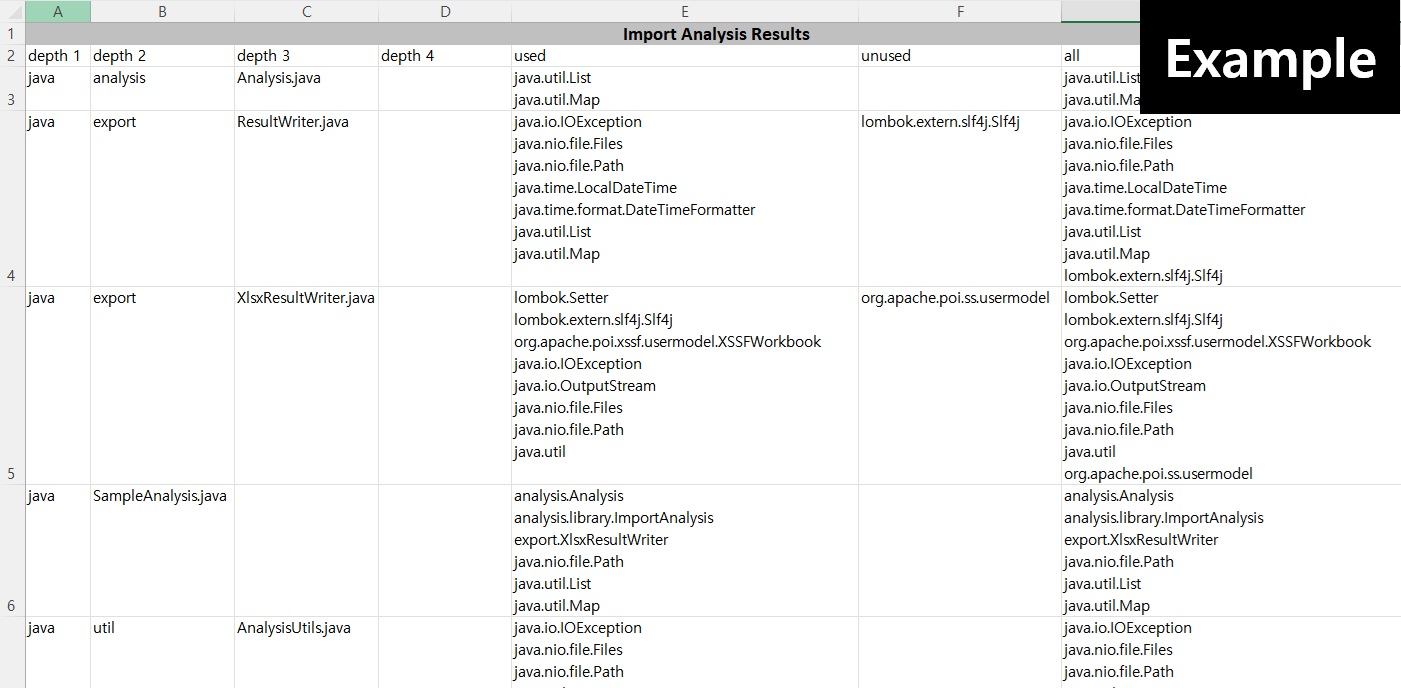 A B C D E F
1 Import Analysis Results
Example
2 depth 1 depth 2 depth 3 depth 4 used unused all
java analysis Analysis.java java.util.List java.util.List
3 java.util.Map java.util.Ma
java export ResultWriter.java java.io.IOException lombok.extern.slf4j.Slf4j java.io.IOException
java.nio.file.Files java.nio.file.Files
java.nio.file.Path java.nio.file.Path
java.time.LocalDateTime java.time.LocalDateTime
java.time.format.DateTimeFormatter java.time.format.DateTimeFormatter
java.util.List java.util.List
java.util.Map java.util.Map
4 lombok.extern.slf4j.Slf4j
java export XlsxResultWriter.java lombok.Setter org.apache.poi.ss.usermodel lombok.Setter
lombok.extern.slf4j.Slf4j lombok.extern.slf4j.Slf4j
org.apache.poi.xssf.usermodel.XSSFWorkbook org.apache.poi.xssf.usermodel.XSSFWorkbook
java.io.IOException java.io.IOException
java.io.OutputStream java.io.OutputStream
java.nio.file.Files java.nio.file.Files
java.nio.file.Path java.nio.file.Path
java.util java.util
5 org.apache.poi.ss.usermodel
java SampleAnalysis.java analysis.Analysis analysis.Analysis
analysis.library.ImportAnalysis analysis.library.ImportAnalysis
export.XlsxResultWriter export.XlsxResultWriter
java.nio.file.Path java.nio.file.Path
java.util.List java.util.List
6 java.util.Map java.util.Map
java util AnalysisUtils.java java.io.IOException java.io.IOException
java.nio.file.Files java.nio.file.Files
java.nio.file.Path java.nio.file.Path